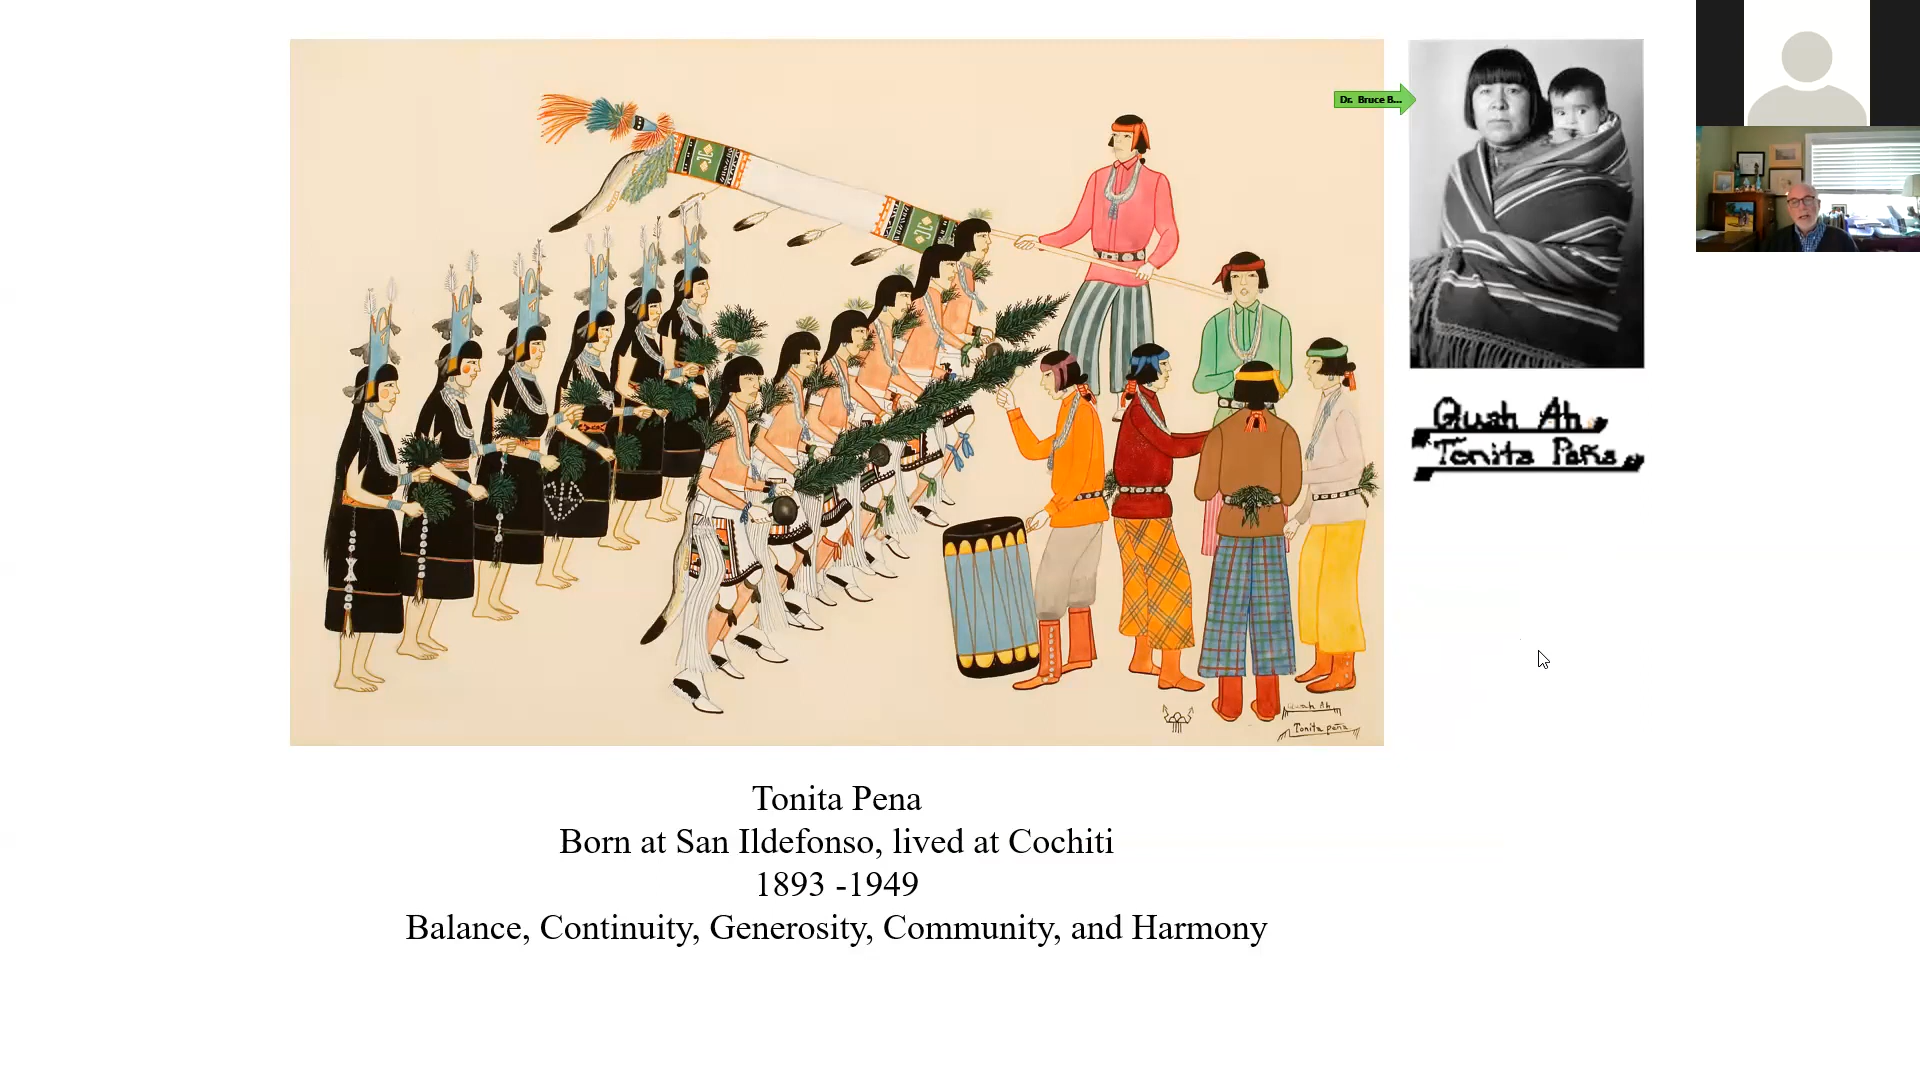 Dr. Bruce B...
Quah Ah
Tonita Peña
Quah Ah
Tonita peña
Tonita Pena
Born at San Ildefonso, lived at Cochiti
1893 -1949
Balance, Continuity, Generosity, Community, and Harmony